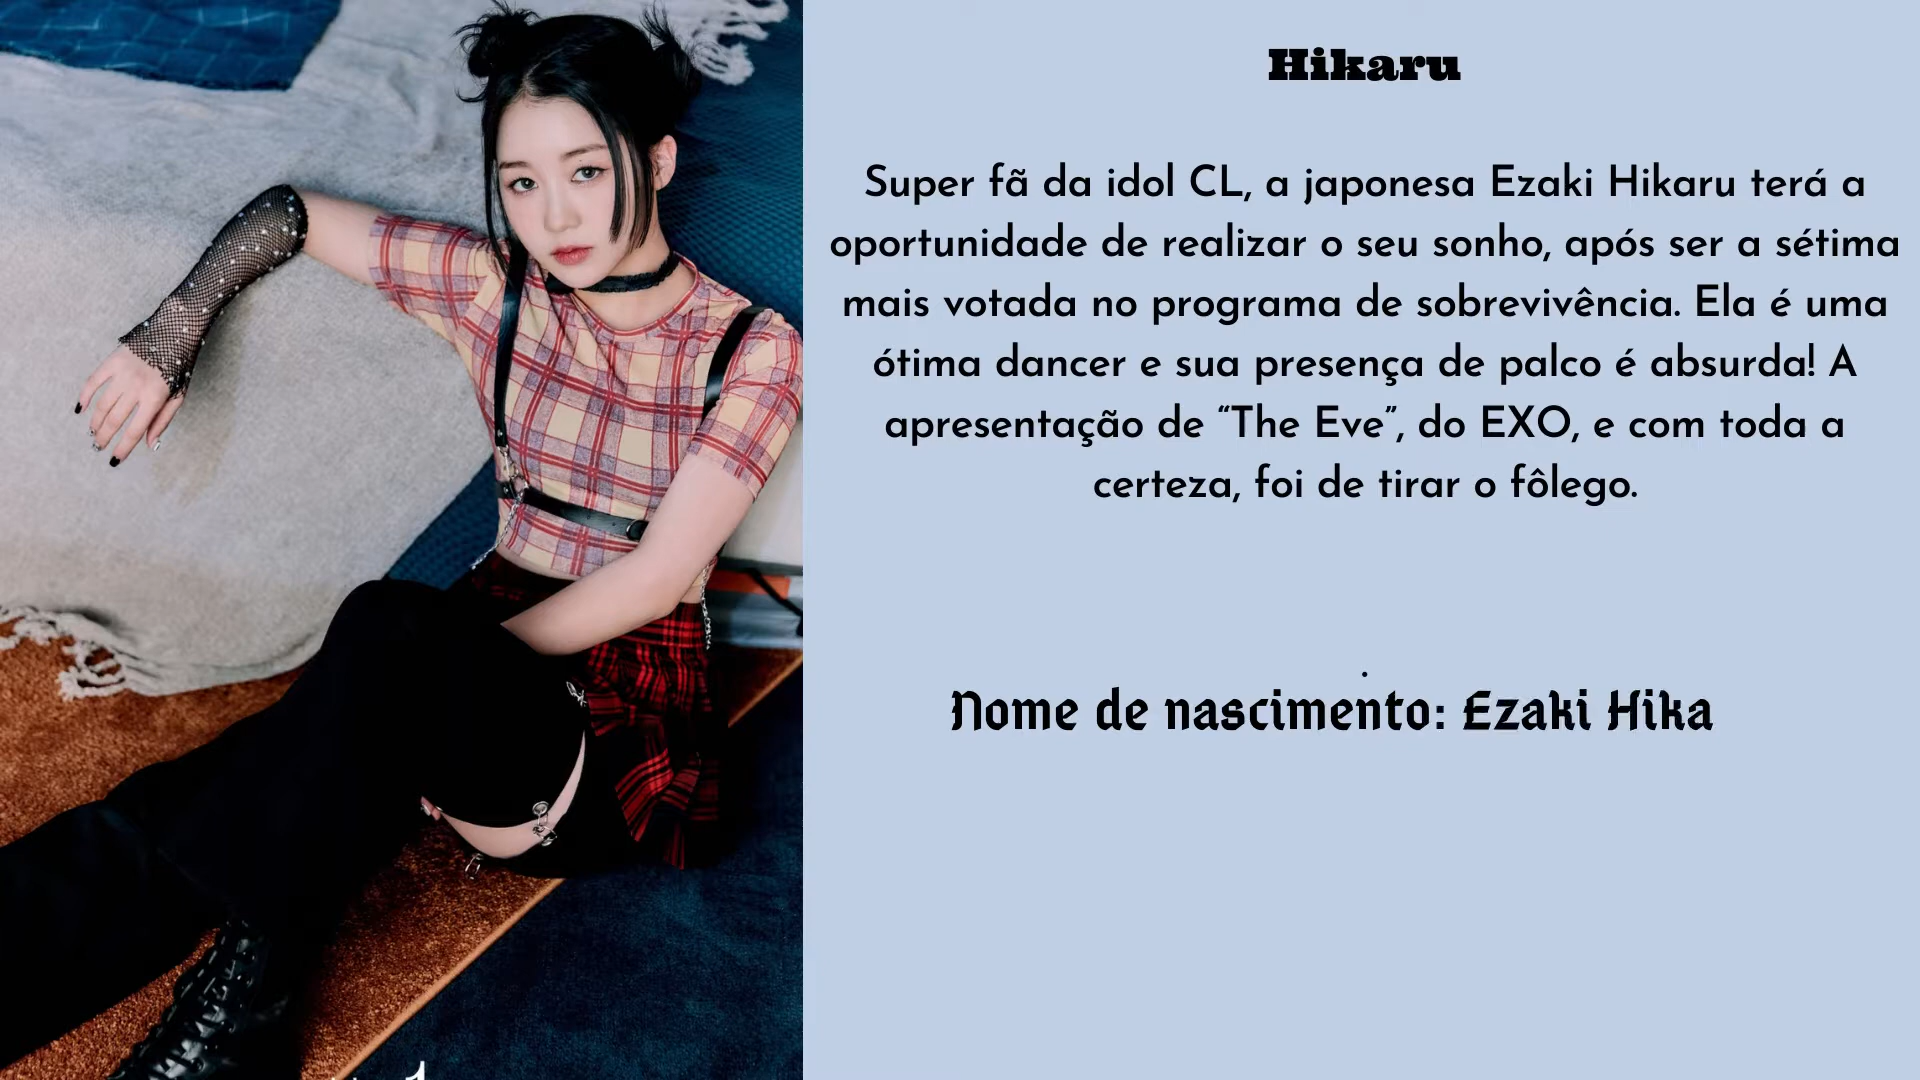 Hikaru
Super fã da idol CL, a japonesa Ezaki Hikaru terá a
oportunidade de realizar o seu sonho, após ser a sétima
mais votada no programa de sobrevivência. Ela é uma
ótima dancer e sua presença de palco é absurda! A
apresentação de “The Eve”, do EXO, e com toda a
certeza, foi de tirar o fôlego.
.
Nome de nascimento: Ezaki Hika